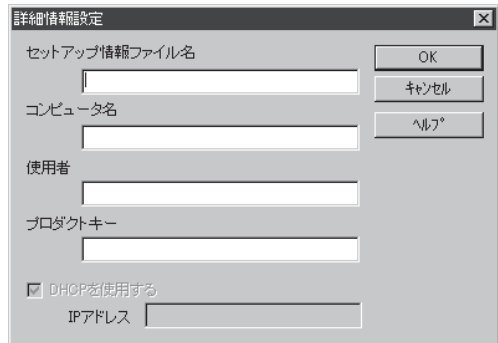 詳細情報設定
セットアップ情報ファイル名
OK
キャンセル
コンピュータ名
ヘルプ
使用者
プロダクトキー
DHCPを使用する
IPアドレス